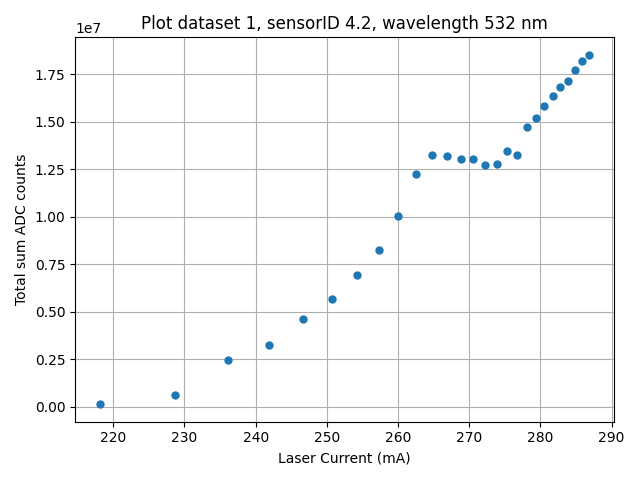 Plot dataset 1, sensorID 4.2, wavelength 532 nm
1e7
1.75
1.50
1.25
1.00
0.75
0.50
0.25
0.00
Total sum ADC counts
220 230 240 250 260 270 280 290
Laser Current (mA)